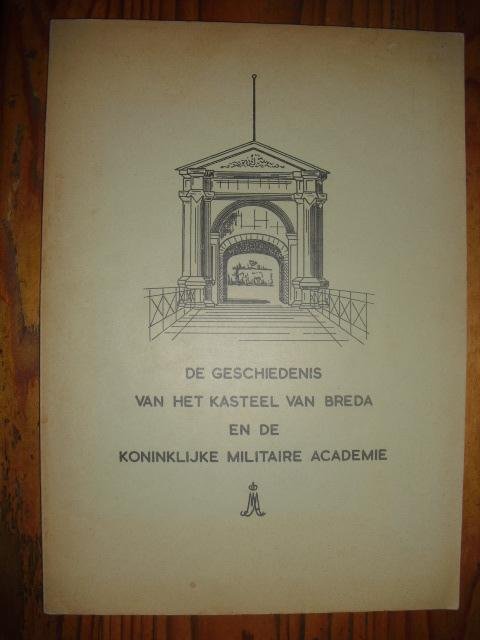 DE GESCHIEDENIS
VAN HET KASTEEL VAN BREDA
EN DE
KONINKLIJKE MILITAIRE ACADEMIE